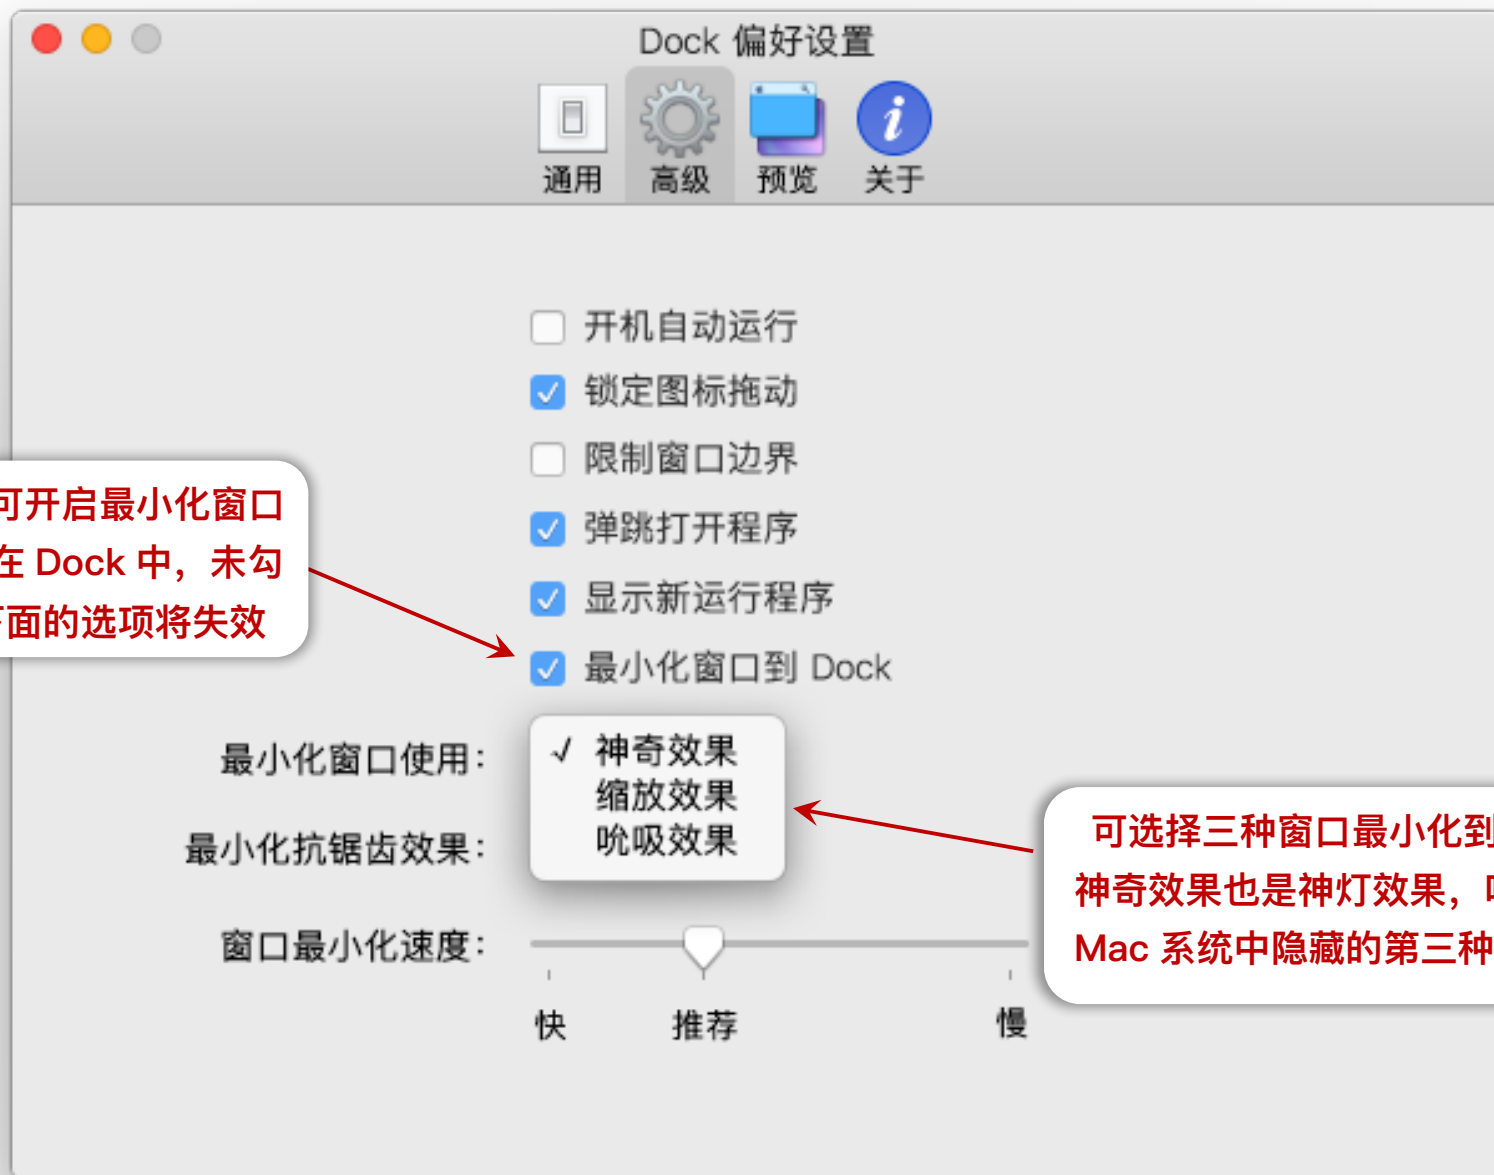 Dock 偏好设置
通用 高级 预览 关于
开机自动运行
锁定图标拖动
限制窗口边界
弹跳打开程序
显示新运行程序
最小化窗口到 Dock
可开启最小化窗口
在 Dock 中，未勾
下面的选项将失效
最小化窗口使用：
✓ 神奇效果
缩放效果
吮吸效果
最小化抗锯齿效果：
可选择三种窗口最小化到
神奇效果也是神灯效果，
Mac 系统中隐藏的第三种
窗口最小化速度：
快 推荐 慢